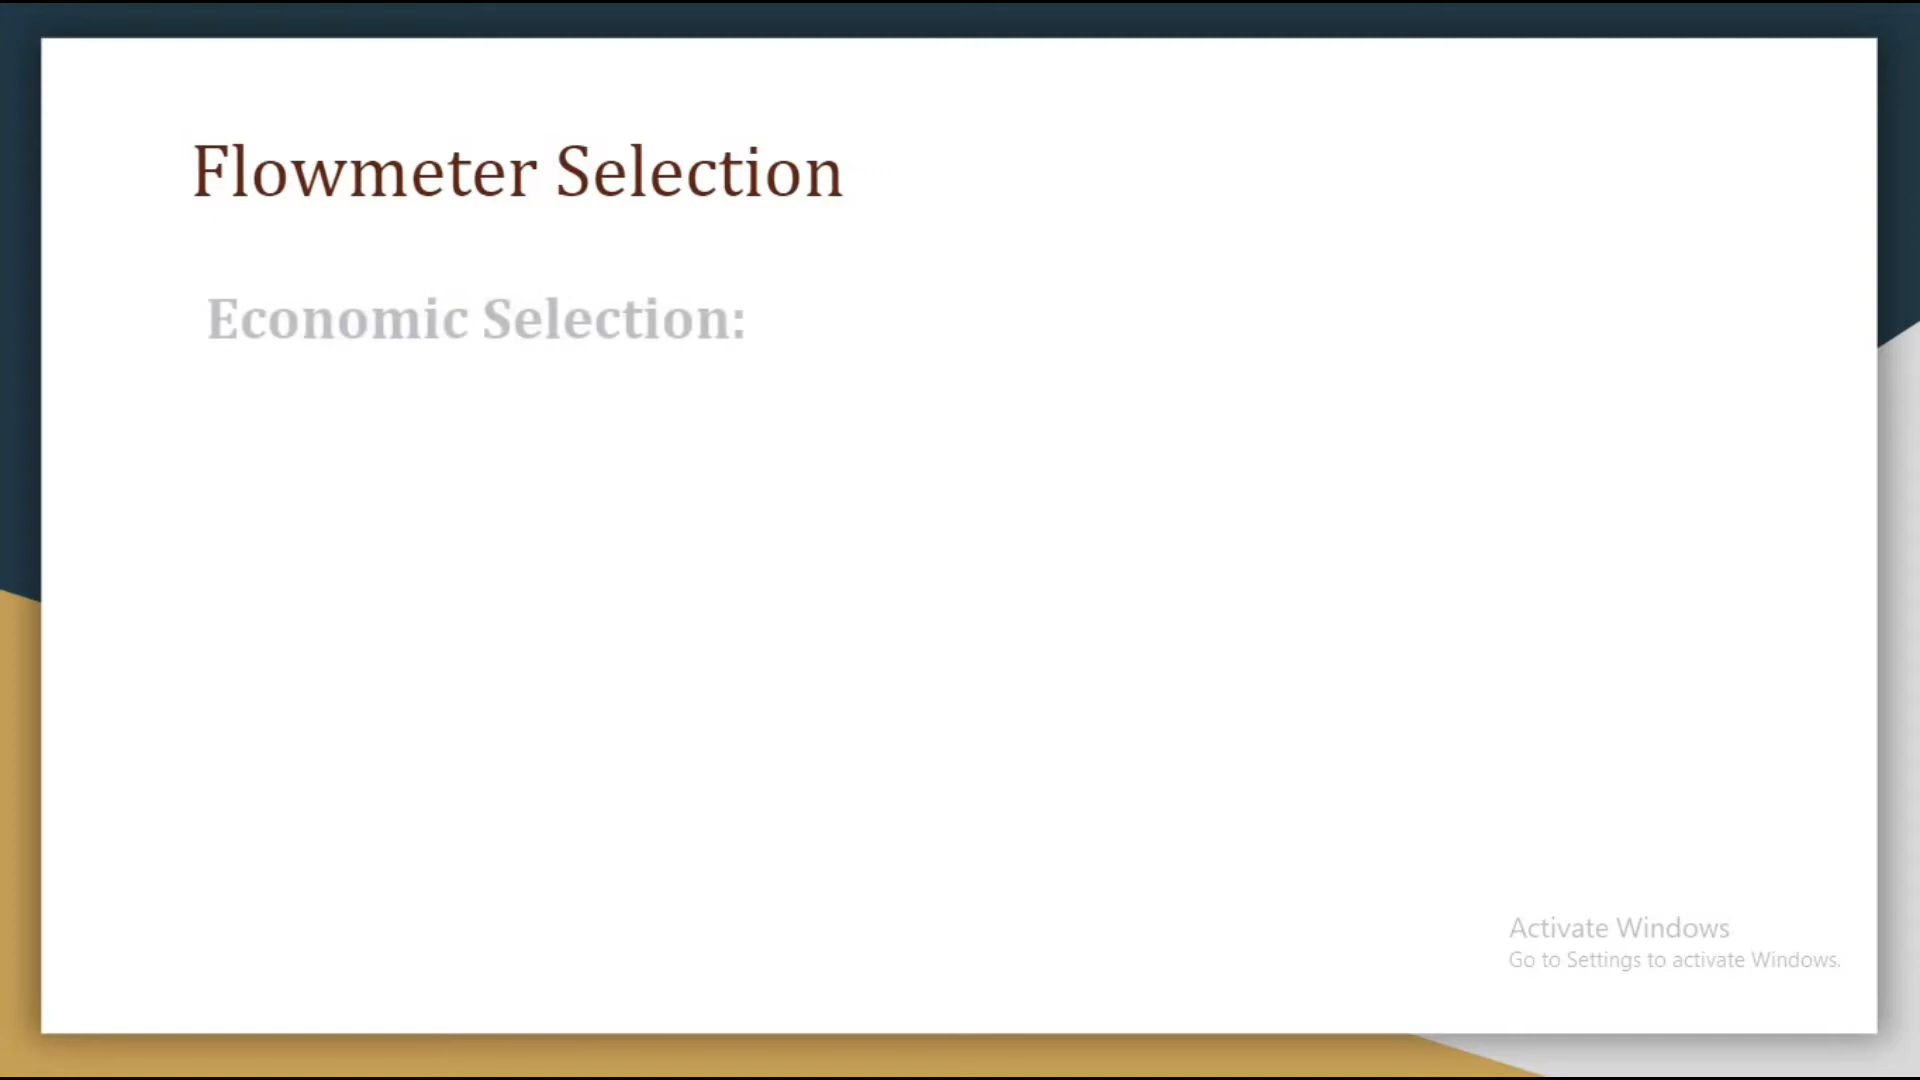 Flowmeter Selection
Economic Selection:
Activate Windows
Go to Settings to activate Windows.